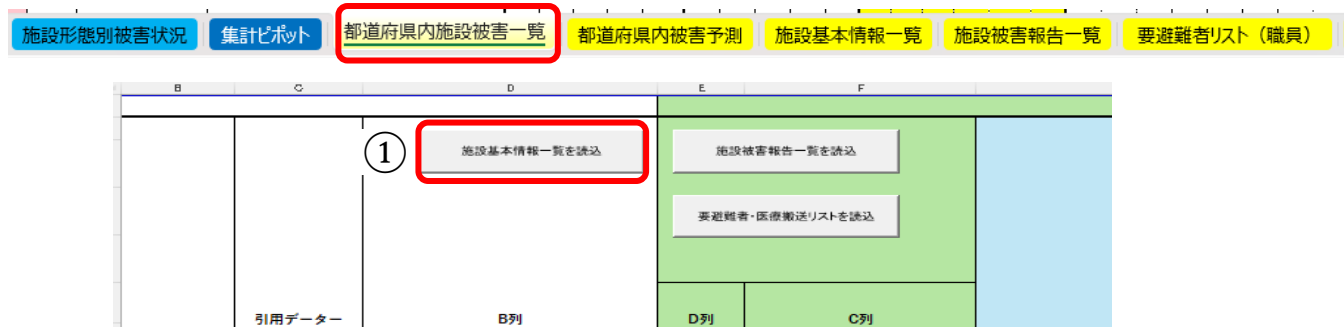 施設形態別被害状況 集計ピボット 都道府県内施設被害一覧 都道府県内被害予測 施設基本情報一覧 施設被害報告一覧 要避難者リスト（職員）
B C D E F
① 施設基本情報一覧を読込 施設被害報告一覧を読込
要避難者・医療搬送リストを読込
引用データー B列 D列 C列